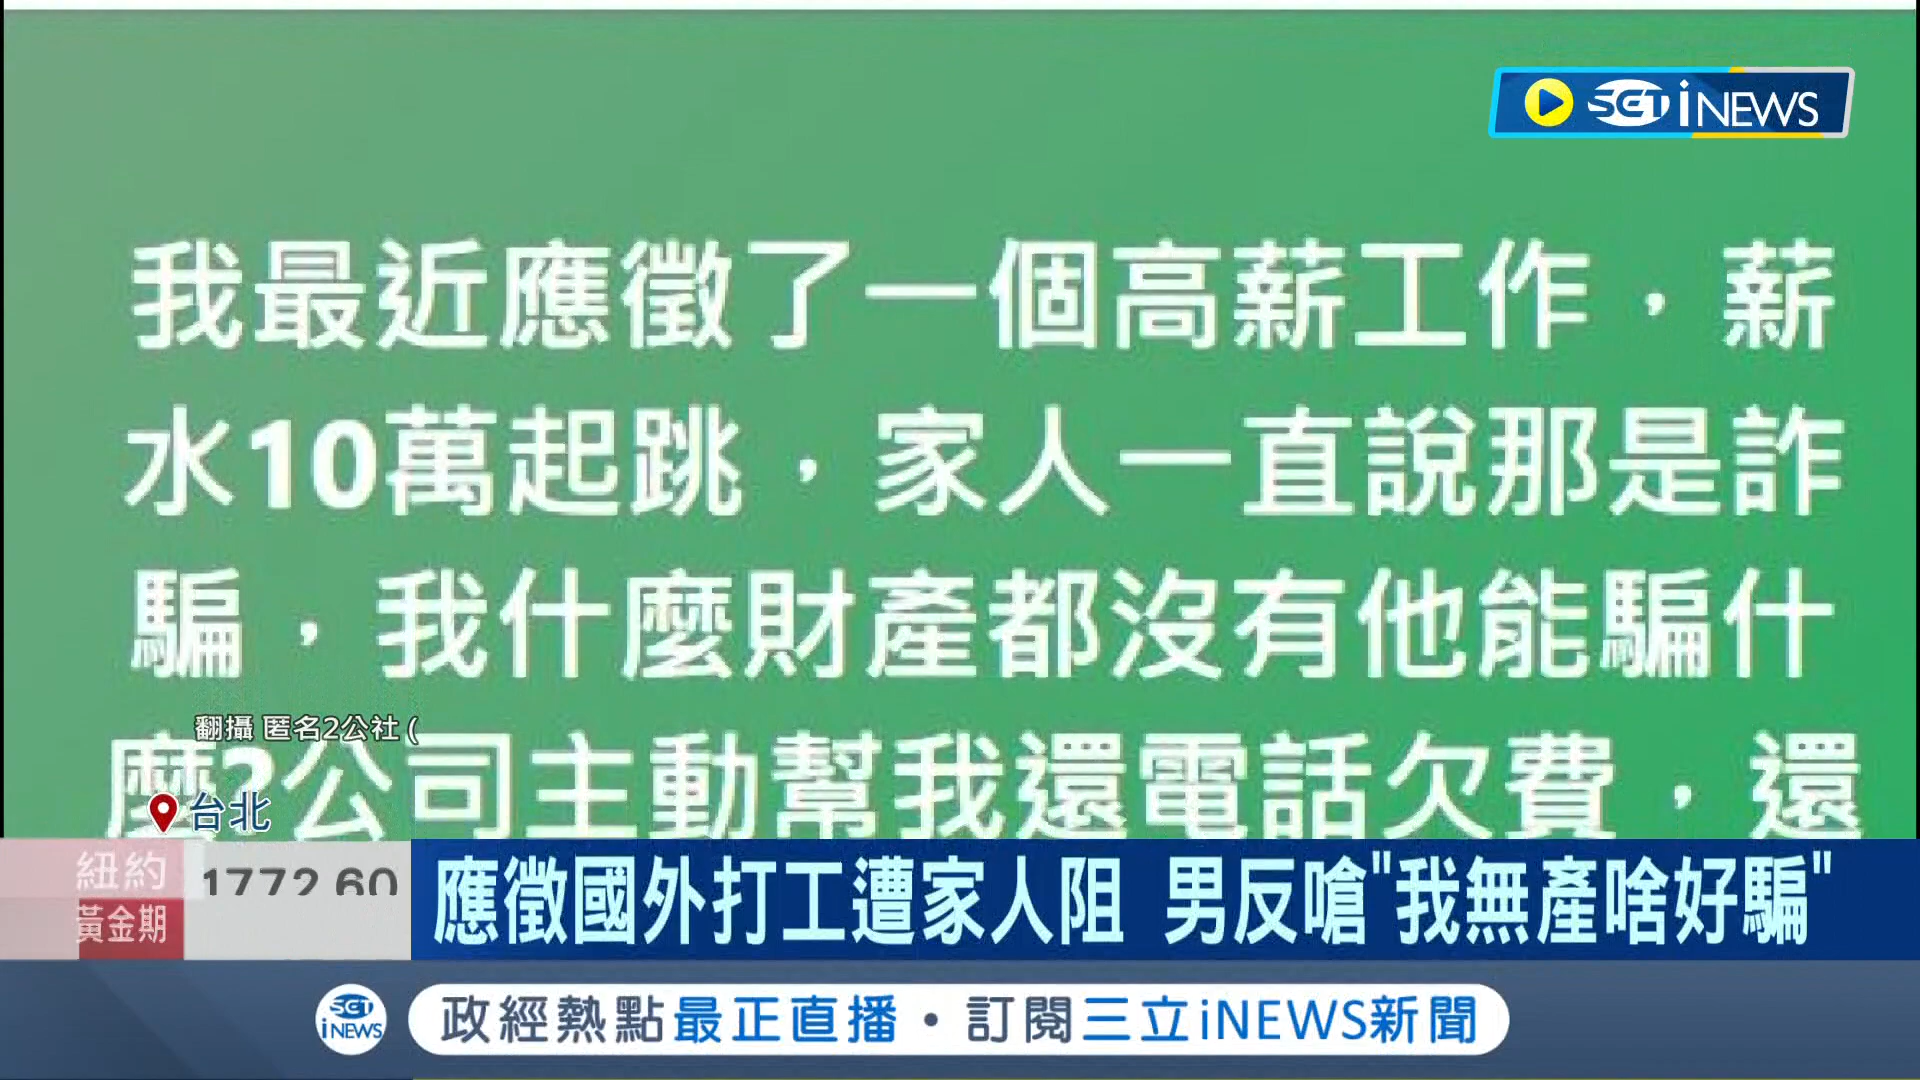 SET iNEWS
我最近應徵了一個高薪工作，薪
水10萬起跳，家人一直說那是詐
騙，我什麼財產都沒有他能騙什
麼?公司主動幫我還電話欠費，還
翻攝 匿名2公社 (
台北
紐約
黃金期
1772.60
應徵國外打工遭家人阻 男反嗆"我無產啥好騙"
SET iNEWS
政經熱點最正直播・訂閱三立iNEWS新聞